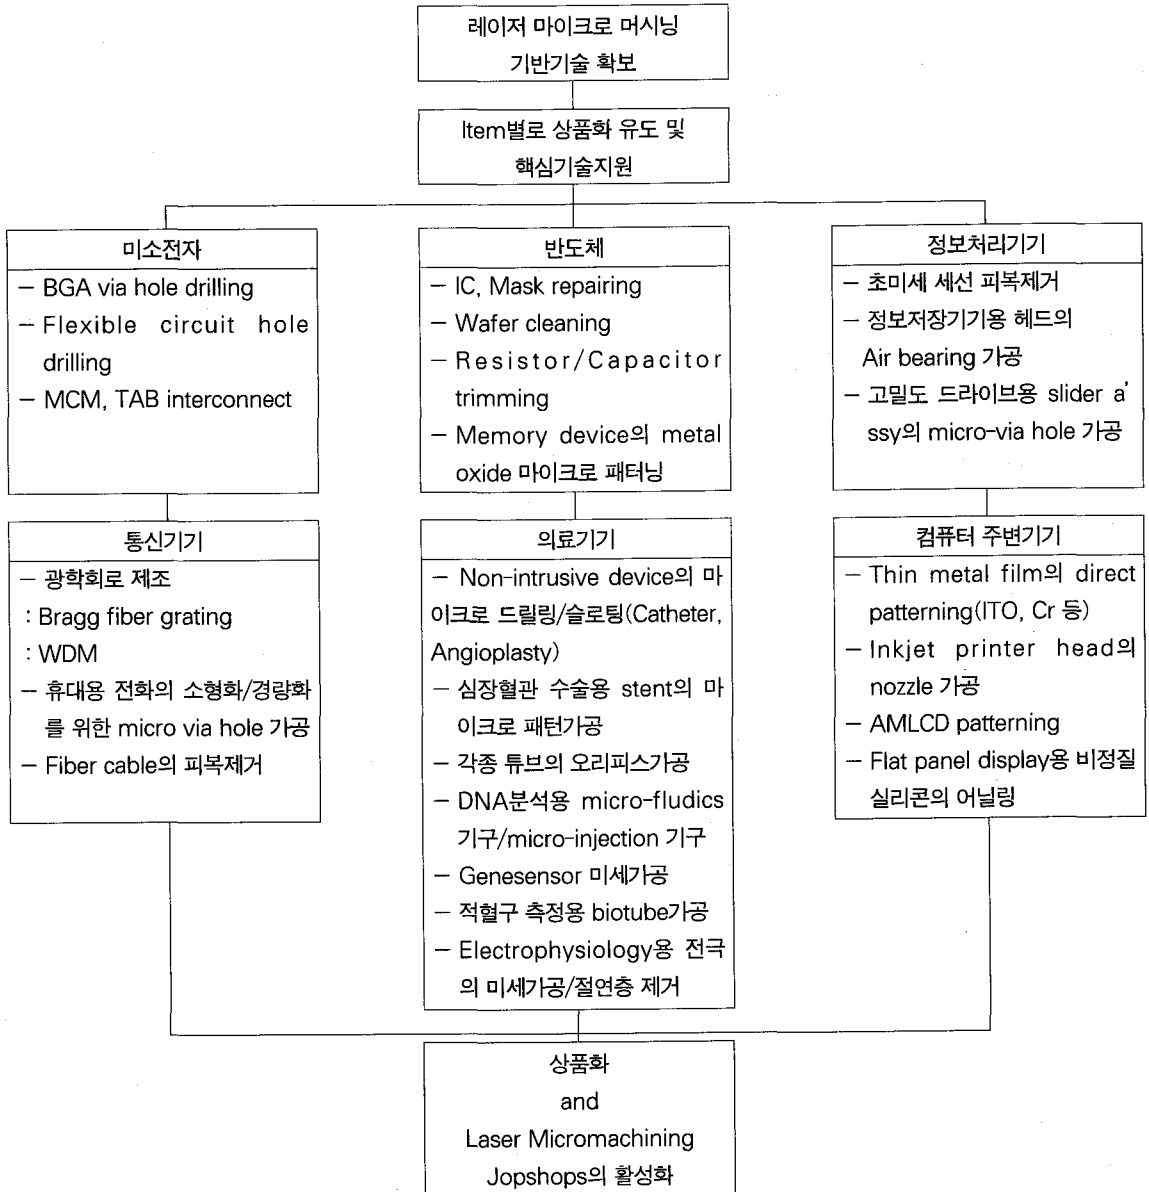 레이저 마이크로 머시닝
기반기술 확보
Item별로 상품화 유도 및
핵심기술지원
미소전자
– BGA via hole drilling
– Flexible circuit hole
drilling
– MCM, TAB interconnect
반도체
– IC, Mask repairing
– Wafer cleaning
– Resistor/Capacitor
trimming
– Memory device의 metal
oxide 마이크로 패터닝
정보처리기기
– 초미세 세선 피복제거
– 정보저장기기용 헤드의
Air bearing 가공
– 고밀도 드라이브용 slider a'
ssy의 micro-via hole 가공
통신기기
– 광학회로 제조
: Bragg fiber grating
: WDM
– 휴대용 전화의 소형화/경량화
를 위한 micro via hole 가공
– Fiber cable의 피복제거
의료기기
– Non-intrusive device의 마
이크로 드릴링/슬로팅(Catheter,
Angioplasty)
– 심장혈관 수술용 stent의 마
이크로 패턴가공
– 각종 튜브의 오리피스가공
– DNA분석용 micro-fludics
기구/micro-injection 기구
– Genesensor 미세가공
– 적혈구 측정용 biotube가공
– Electrophysiology용 전극
의 미세가공/절연층 제거
컴퓨터 주변기기
– Thin metal film의 direct
patterning(ITO, Cr 등)
– Inkjet printer head의
nozzle 가공
– AMLCD patterning
– Flat panel display용 비정질
실리콘의 어닐링
상품화
and
Laser Micromachining
Jopshops의 활성화